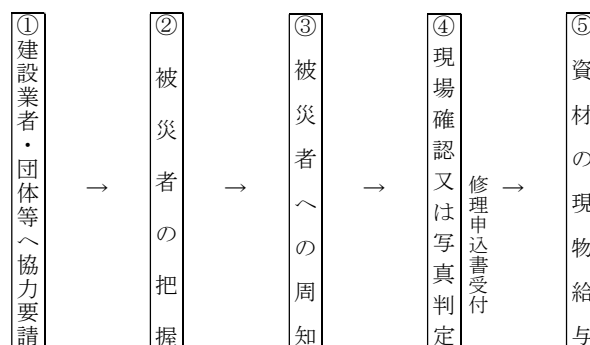 ①建設業者・団体等へ協力要請
→
②被災者の把握
→
③被災者への周知
→
④現場確認又は写真判定
修理申込書受付
→
⑤資材の現物給与